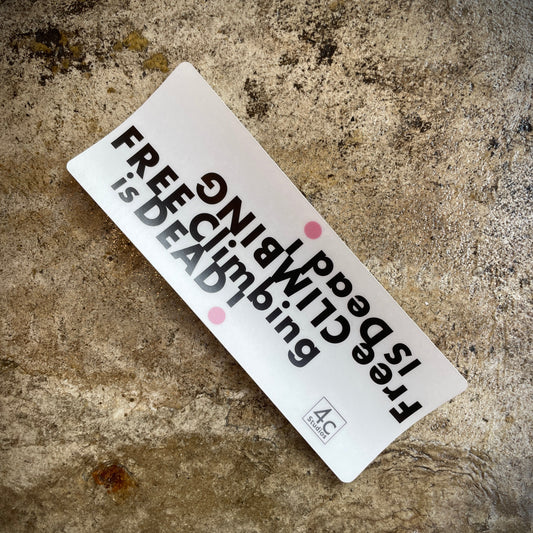 FREE Climbing
is DEAD !
Free CLIMBING
is Dead !
4c
Studios